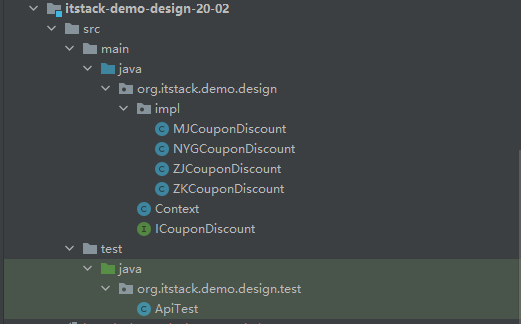 itstack-demo-design-20-02
src
main
java
org.itstack.demo.design
impl
MJCouponDiscount
NYGCouponDiscount
ZJCouponDiscount
ZKCouponDiscount
Context
ICouponDiscount
test
java
org.itstack.demo.design.test
ApiTest